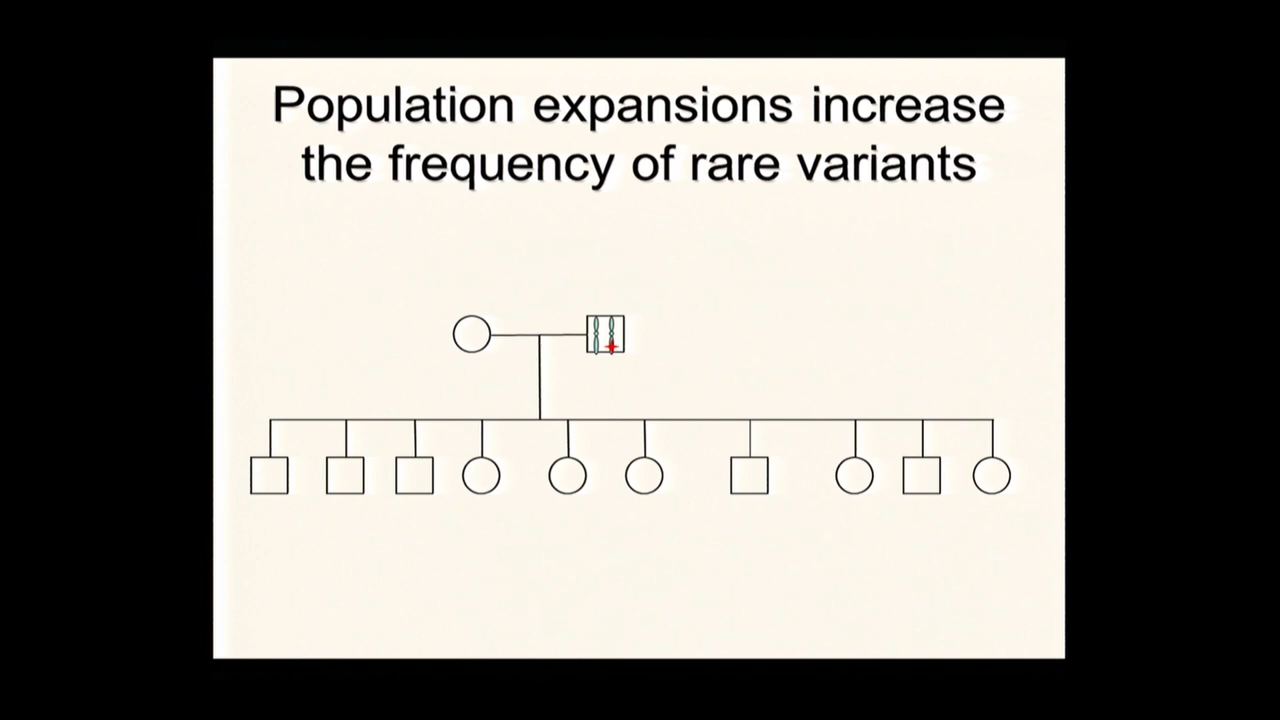 Population expansions increase
the frequency of rare variants